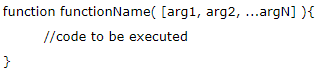 function functionName( [arg1, arg2, ...argN] ){
//code to be executed
}